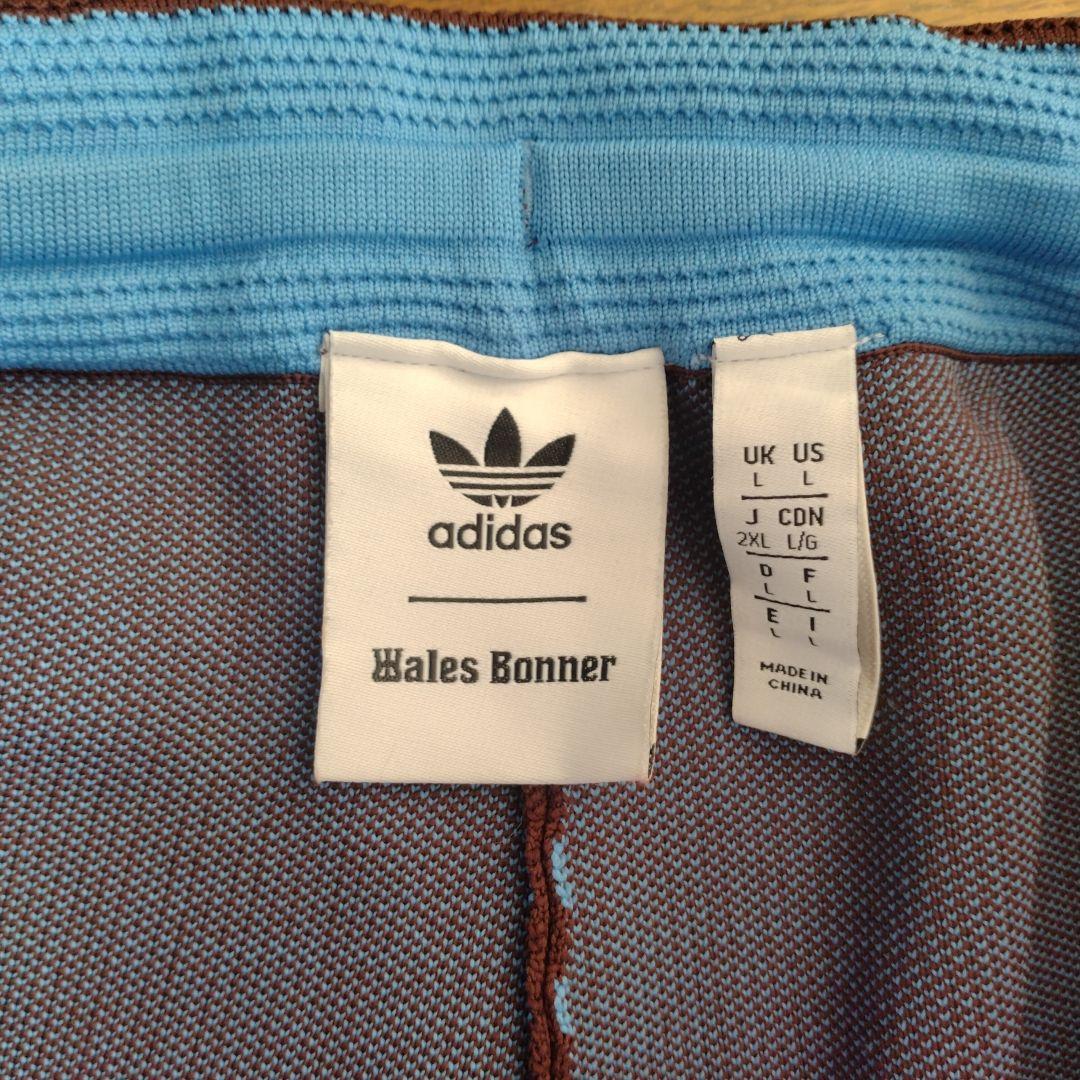 adidas
Wales Bonner
UK US
L L
J CDN
2XL L/G
D F
L L
E I
L L
MADE IN
CHINA